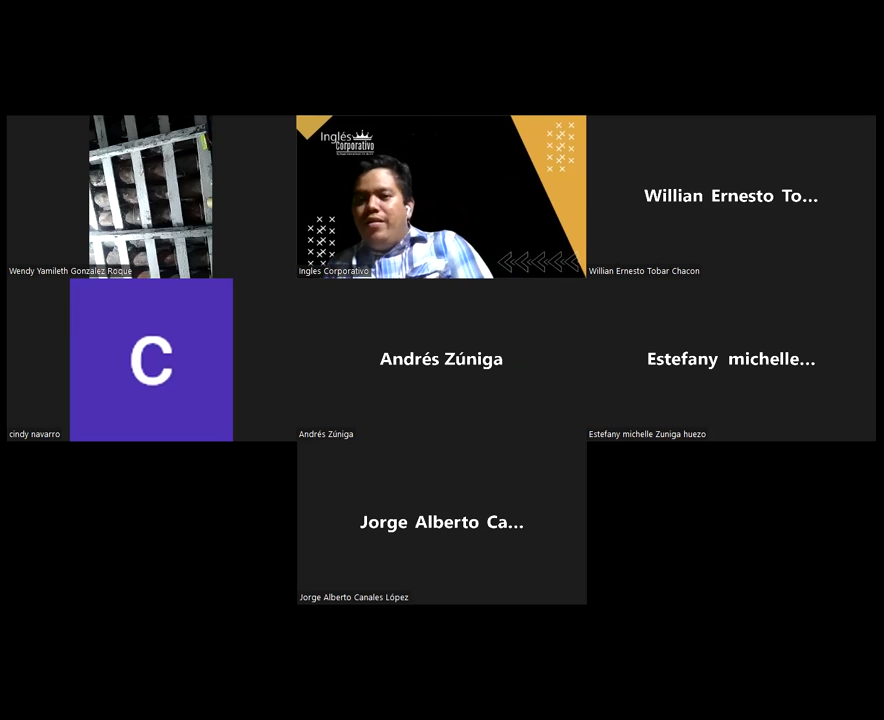 Inglés
Corporativo
Willian Ernesto To...
Wendy Yamileth Gonzalez Roque
Ingles Corporativo
Willian Ernesto Tobar Chacon
C
Andrés Zúniga
Estefany michelle...
cindy navarro
Andrés Zúniga
Estefany michelle Zuniga huezo
Jorge Alberto Ca...
Jorge Alberto Canales López